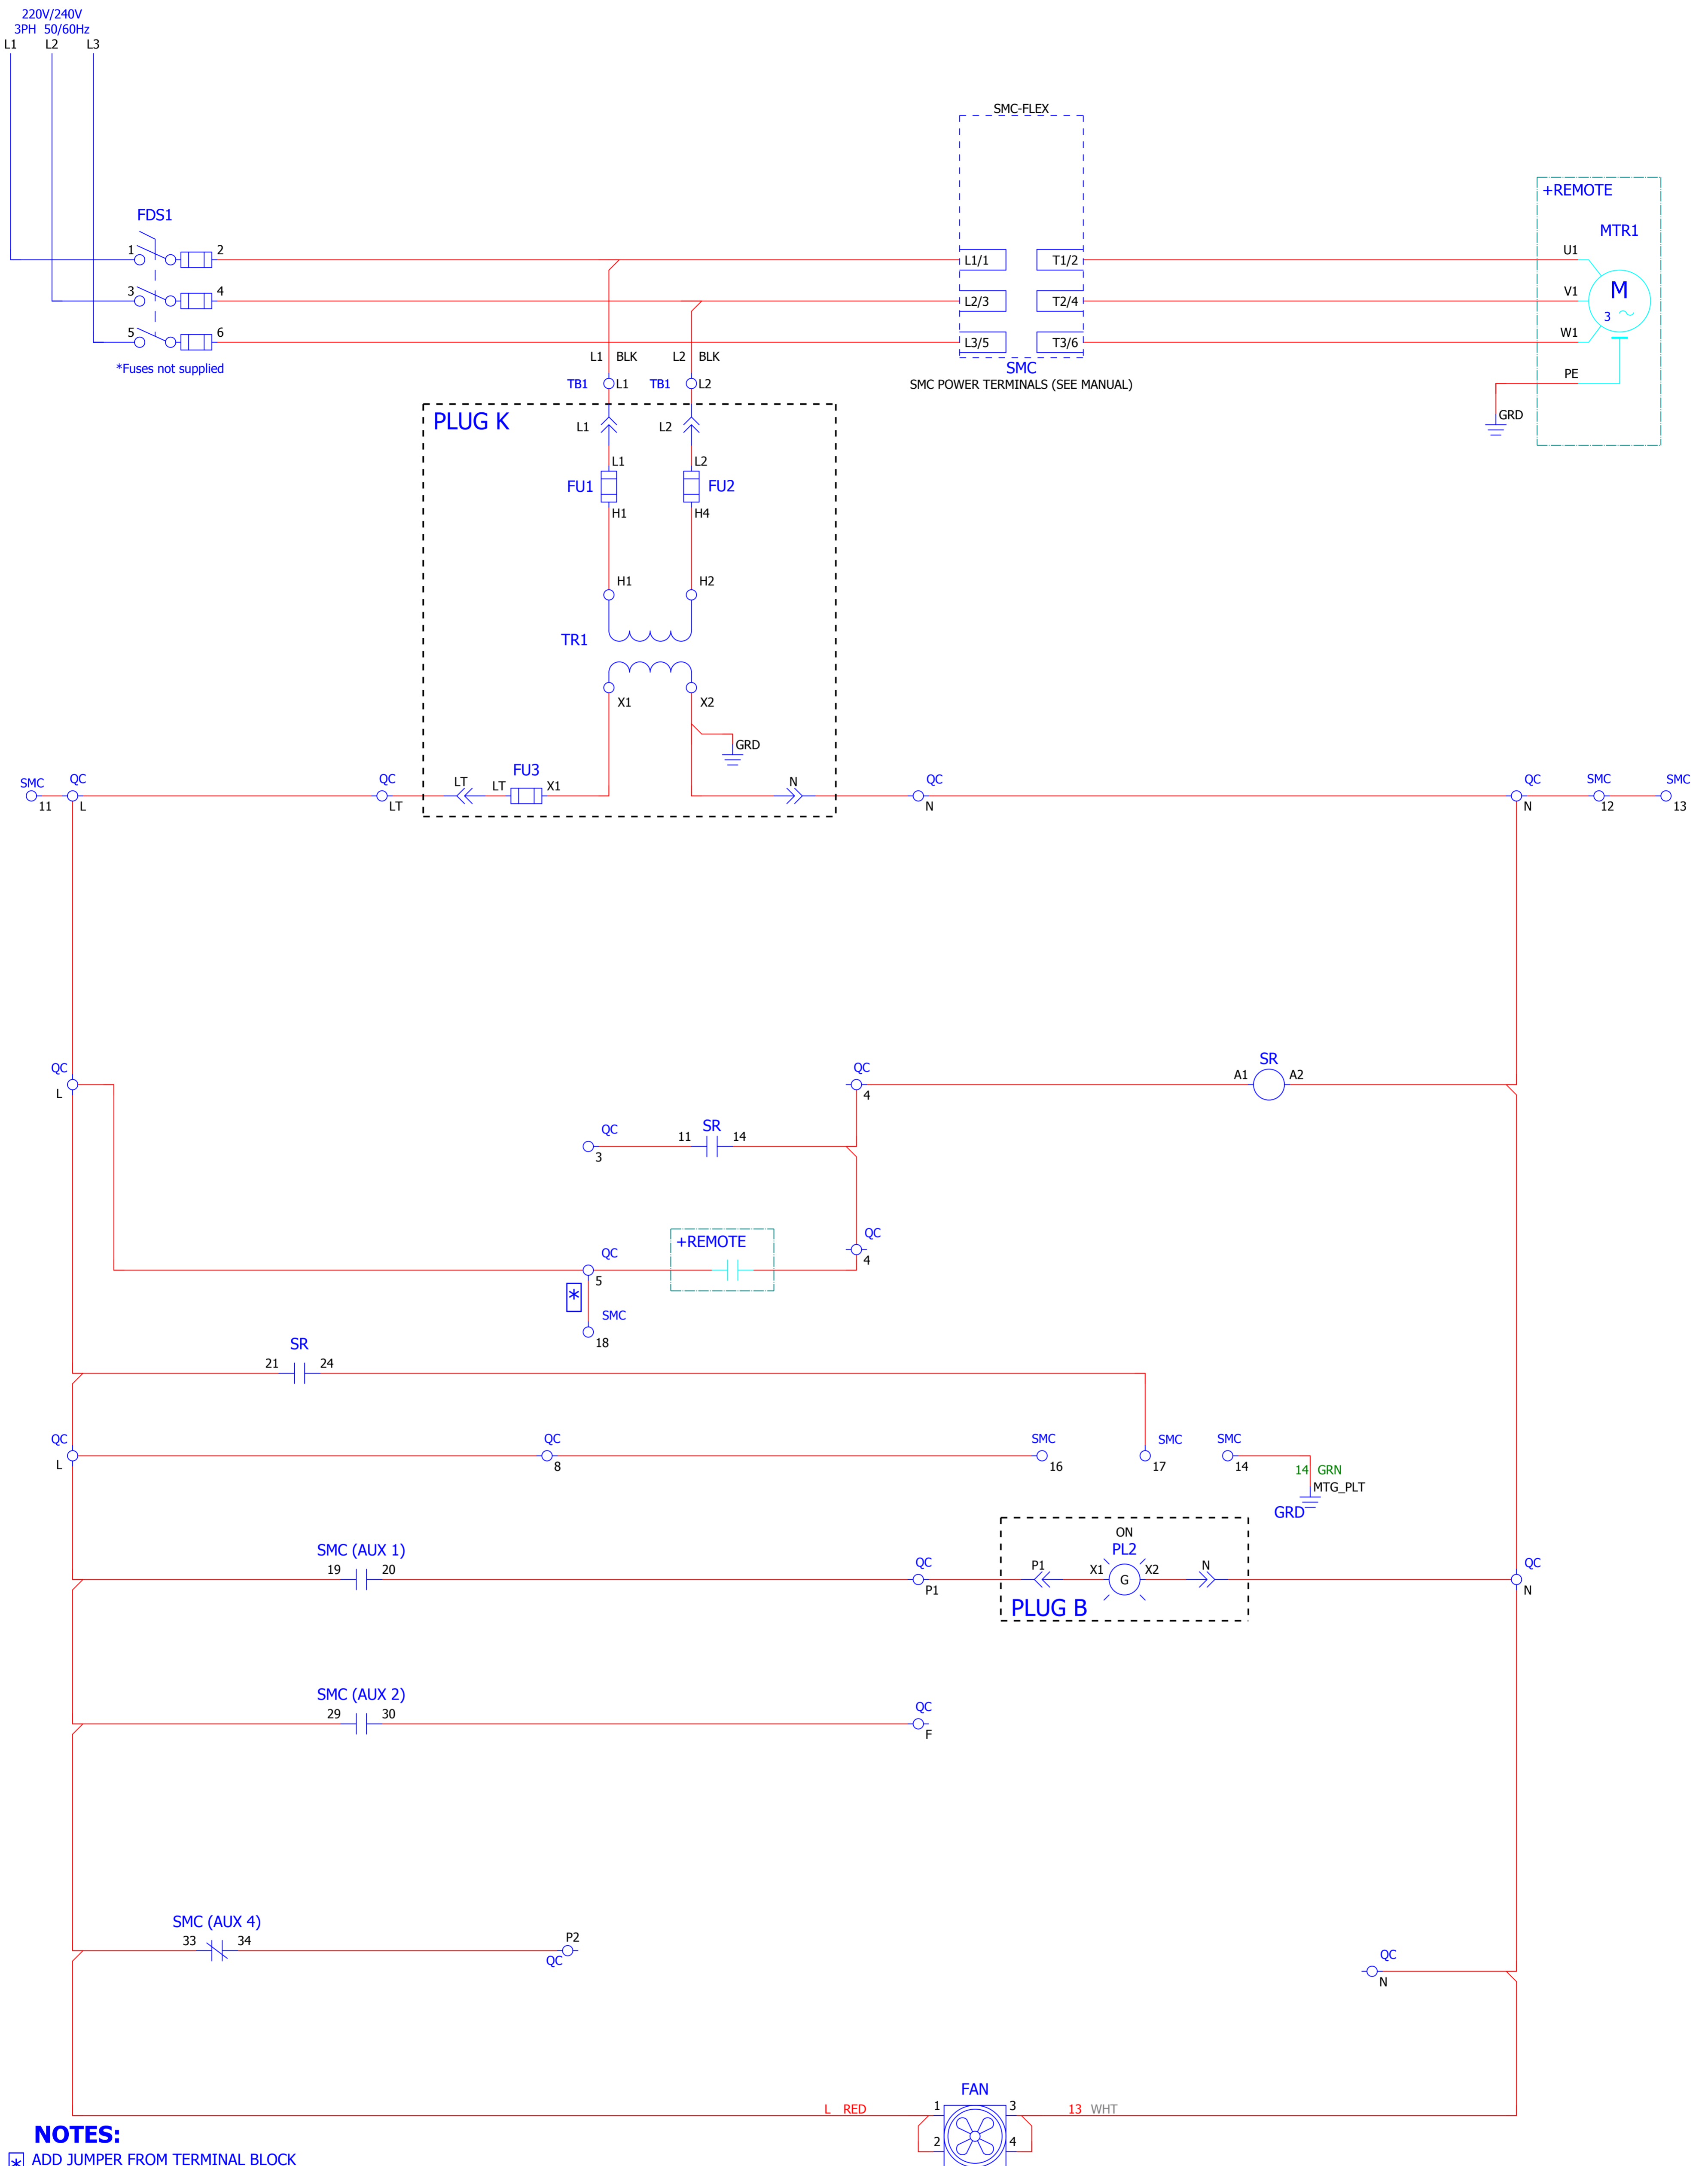 220V/240V
3PH 50/60Hz
L1 L2 L3
SMC-FLEX
+REMOTE
MTR1
FDS1
1 2 L1/1 T1/2 U1
3 4 L2/3 T2/4 V1 M
3
5 6 L3/5 T3/6 W1
*Fuses not supplied
L1 BLK L2 BLK
SMC
SMC POWER TERMINALS (SEE MANUAL)
PE
GRD
TB1 L1 TB1 L2
PLUG K
L1 L2
L1 L2
FU1 FU2
H1 H4
H1 H2
TR1
X1 X2
GRD
SMC QC QC LT LT FU3 X1 N QC QC SMC SMC
11 L LT N N 12 13
QC QC SR
L 4 A1 A2
QC 11 SR 14
3
+REMOTE QC
QC 4
5
*
SMC
18
SR
21 24
QC QC SMC SMC SMC
L 8 16 17 14
14 GRN
MTG_PLT
GRD
ON
SMC (AUX 1) PL2
19 20 QC P1 X1 G X2 N QC
P1 N
PLUG B
SMC (AUX 2)
29 30 QC
F
SMC (AUX 4)
33 34 P2
QC
QC
N
FAN
L RED 1 3 13 WHT
2 4
NOTES:
* ADD JUMPER FROM TERMINAL BLOCK